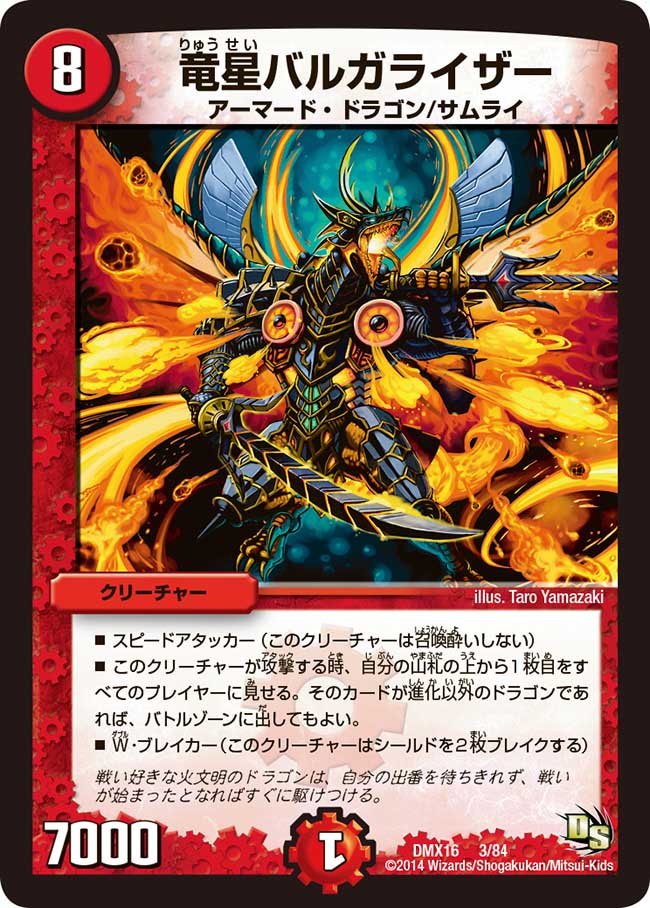 8
りゅうせい
竜星バルガライザー
アーマード・ドラゴン/サムライ
クリーチャー
illus. Taro Yamazaki
■ スピードアタッカー（このクリーチャーは召喚酔いしない）
■ このクリーチャーが攻撃する時、自分の山札の上から1枚目をす
べてのプレイヤーに見せる。そのカードが進化以外のドラゴンであ
れば、バトルゾーンに出してもよい。
■ W・ブレイカー（このクリーチャーはシールドを2枚ブレイクする）
戦い好きな火文明のドラゴンは、自分の出番を待ちきれず、戦い
が始まったとなればすぐに駆けつける。
7000
1
DS
DMX16 3/84
©2014 Wizards/Shogakukan/Mitsui-Kids